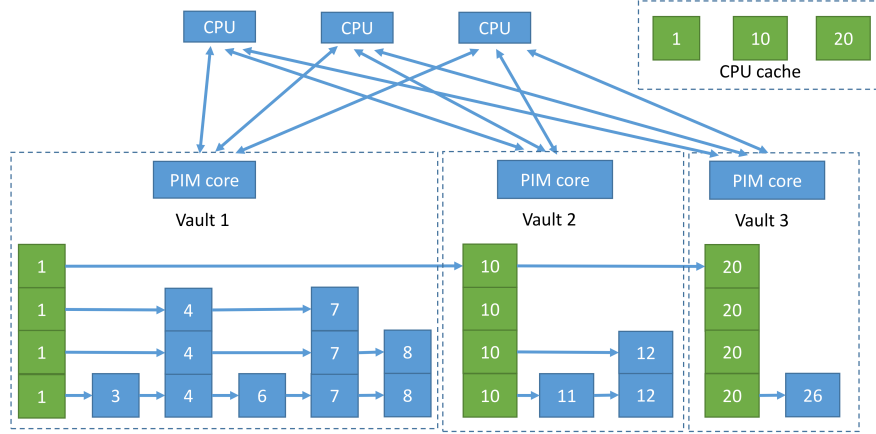 CPU CPU CPU
1 10 20
CPU cache
PIM core PIM core PIM core
Vault 1 Vault 2 Vault 3
1 10 20
1 4 7 10 20
1 4 7 8 10 12 20
1 3 4 6 7 8 10 11 12 20 26